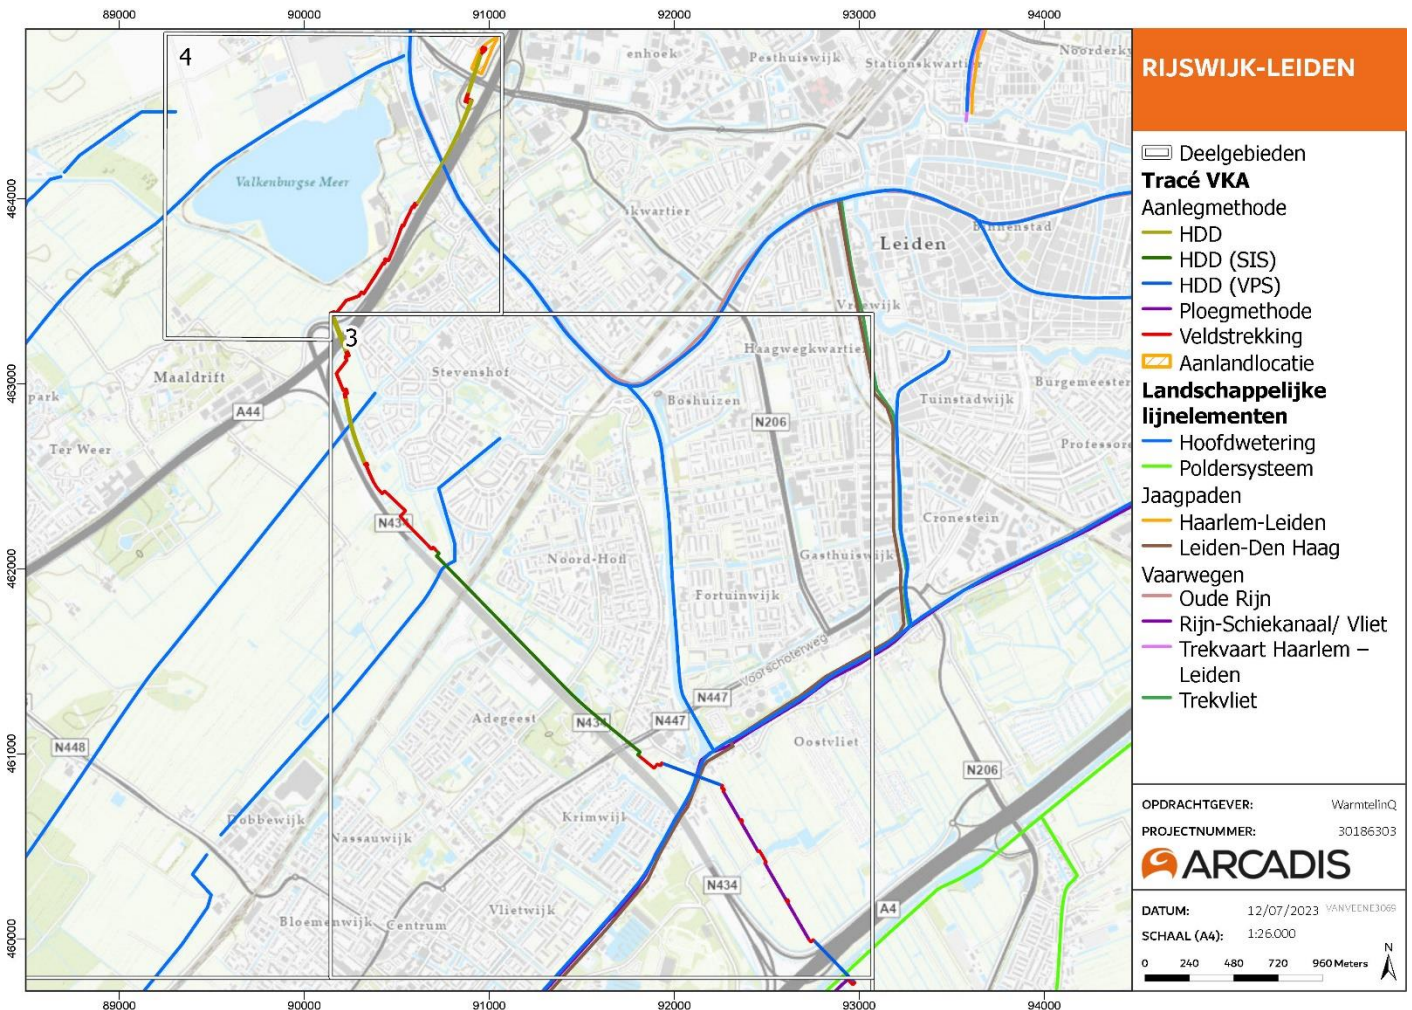 89000 90000 91000 92000 93000 94000
4
enhoek
Pesthuiswijk
Stationskwartier
Noorderkw
Valkenburgse Meer
464000
skwartier
Leiden
Binnenstad
Vreewijk
3
Haagwegkwartier
Maaldrift
Stevenshof
463000
park
A44
Boshuizen
Tuinstadwijk
Burgemeester
N206
Ter Weer
Professore
N434
Cronestein
462000
Noord-Hofl
Gasthuiswijk
Fortuinwijk
Voorschoterweg
N447
Adegeest
N434
N447
N448
Oostvliet
461000
N206
Dobbewijk
Krimwijk
Nassauwijk
N434
Vlietwijk
A4
Bloemenwijk
Centrum
460000
89000 90000 91000 92000 93000 94000
RIJSWIJK-LEIDEN
Deelgebieden
Tracé VKA
Aanlegmethode
HDD
HDD (SIS)
HDD (VPS)
Ploegmethode
Veldstrekking
Aanlandlocatie
Landschappelijke
lijnelementen
Hoofdwetering
Poldersysteem
Jaagpaden
Haarlem-Leiden
Leiden-Den Haag
Vaarwegen
Oude Rijn
Rijn-Schiekanaal/ Vliet
Trekvaart Haarlem –
Leiden
Trekvliet
OPDRACHTGEVER: WarmtelinQ
PROJECTNUMMER: 30186303
ARCADIS
DATUM: 12/07/2023 VANVEENE3069
SCHAAL (A4): 1:26.000
0 240 480 720 960 Meters
N